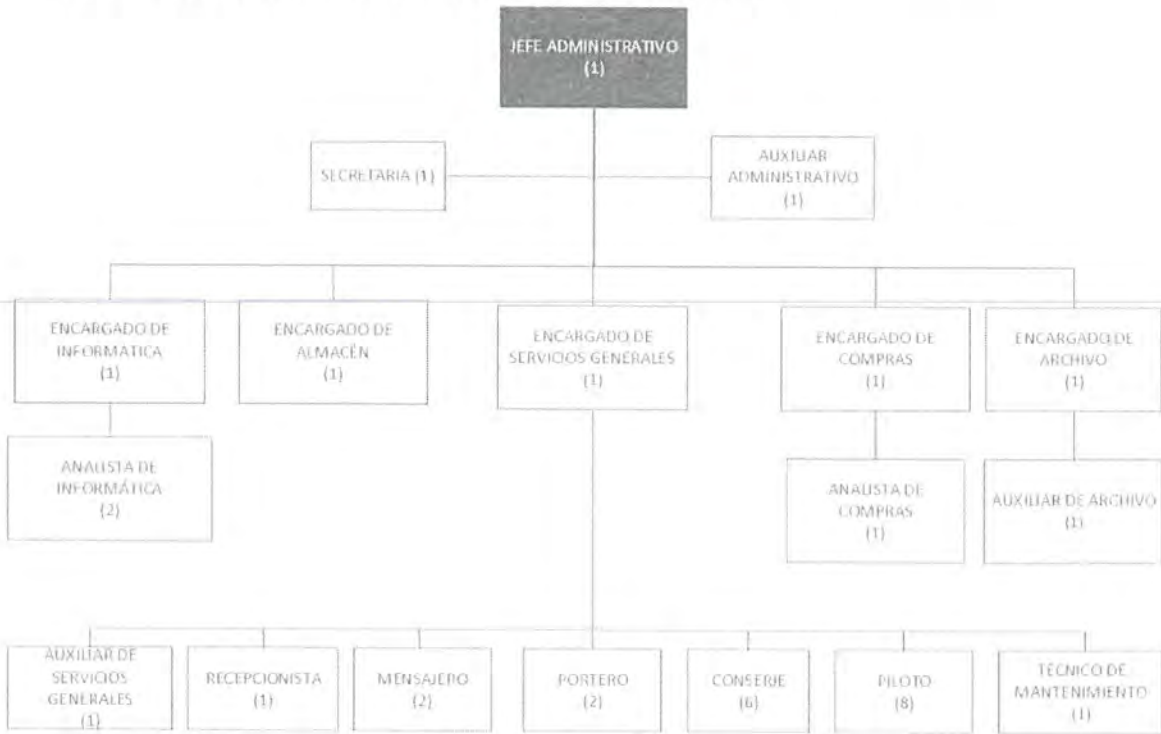 JEFE ADMINISTRATIVO
(1)
SECRETARIA (1)
AUXILIAR
ADMINISTRATIVO
(1)
ENCARGADO DE
INFORMATICA
(1)
ENCARGADO DE
ALMACÉN
(1)
ENCARGADO DE
SERVICIOS GENERALES
(1)
ENCARGADO DE
COMPRAS
(1)
ENCARGADO DE
ARCHIVO
(1)
ANALISTA DE
INFORMÁTICA
(2)
ANALISTA DE
COMPRAS
(1)
AUXILIAR DE ARCHIVO
(1)
AUXILIAR DE
SERVICIOS
GENERALES
(1)
RECEPCIONISTA
(1)
MENSAJERO
(2)
PORTERO
(2)
CONSERJE
(6)
PILOTO
(8)
TÉCNICO DE
MANTENIMIENTO
(1)